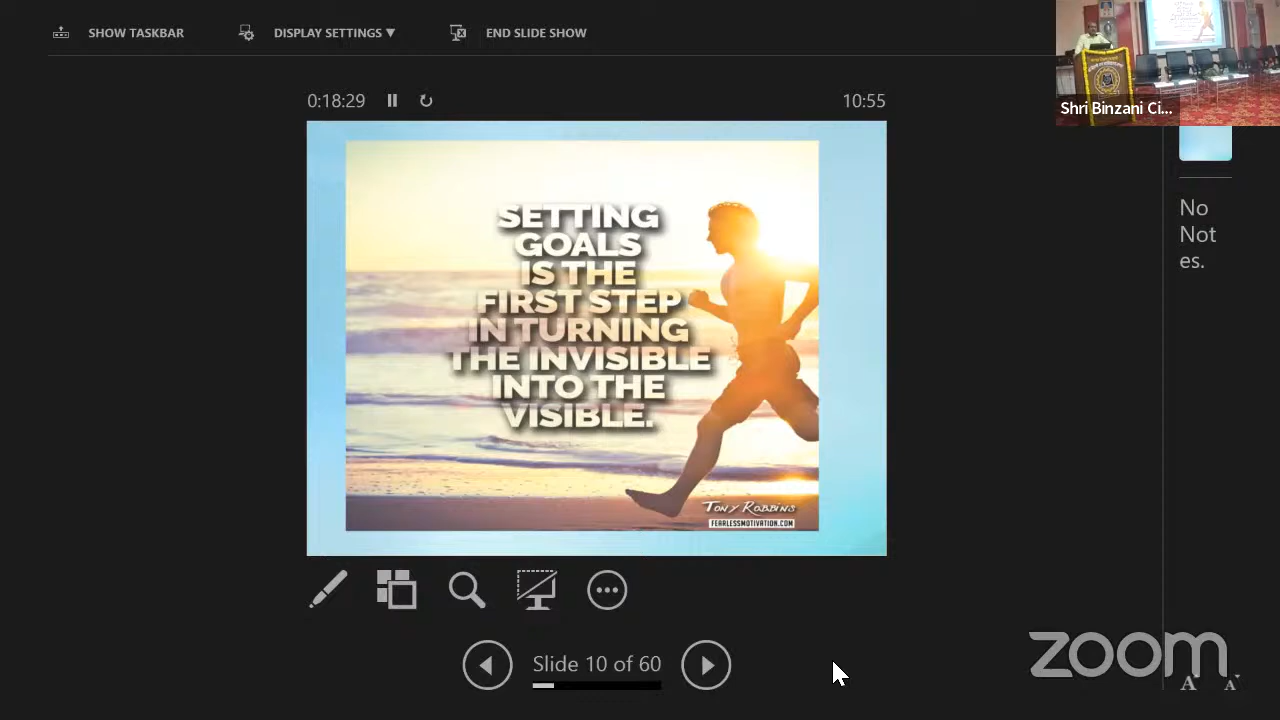 SHOW TASKBAR
DISPLAY SETTINGS ▼
END SLIDE SHOW
0:18:29
10:55
Shri Binzani Ci...
SETTING
GOALS
IS THE
FIRST STEP
IN TURNING
THE INVISIBLE
INTO THE
VISIBLE.
TONY ROBBINS
FEARLESSMOTIVATION.COM
No
Not
es.
Slide 10 of 60
zoom
A A